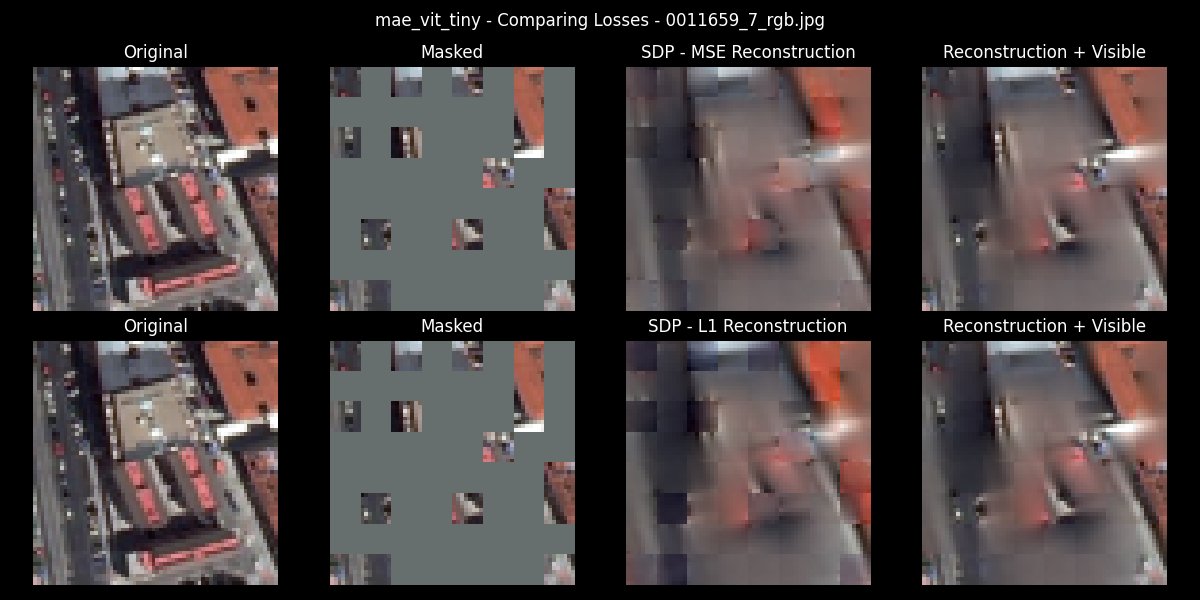 mae_vit_tiny - Comparing Losses - 0011659_7_rgb.jpg
Original
Masked
SDP - MSE Reconstruction
Reconstruction + Visible
Original
Masked
SDP - L1 Reconstruction
Reconstruction + Visible